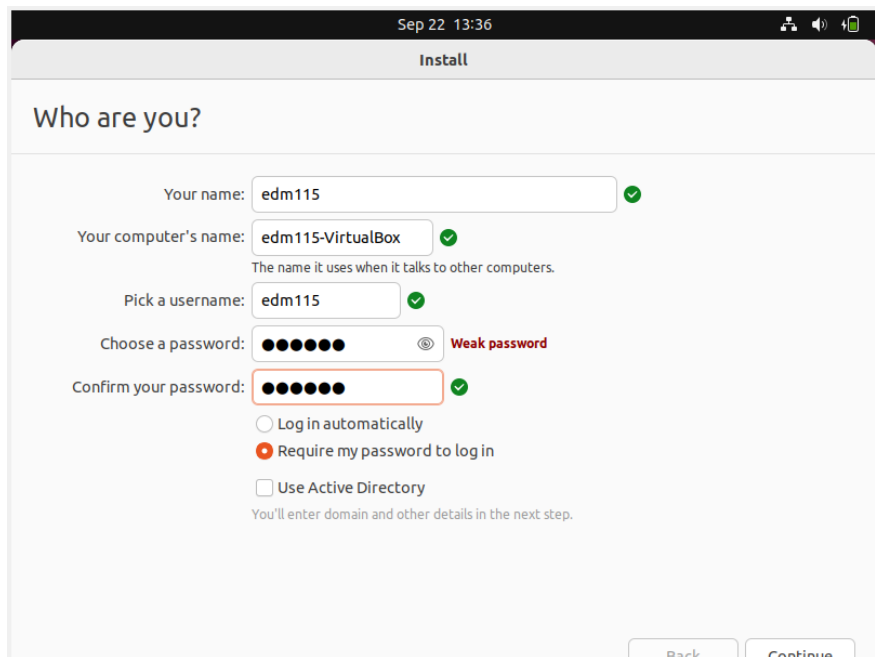 Sep 22 13:36
Install
Who are you?
Your name: edm115
Your computer's name: edm115-VirtualBox
The name it uses when it talks to other computers.
Pick a username: edm115
Choose a password: ●●●●●● Weak password
Confirm your password: ●●●●●●
Log in automatically
Require my password to log in
Use Active Directory
You'll enter domain and other details in the next step.
Back Continue